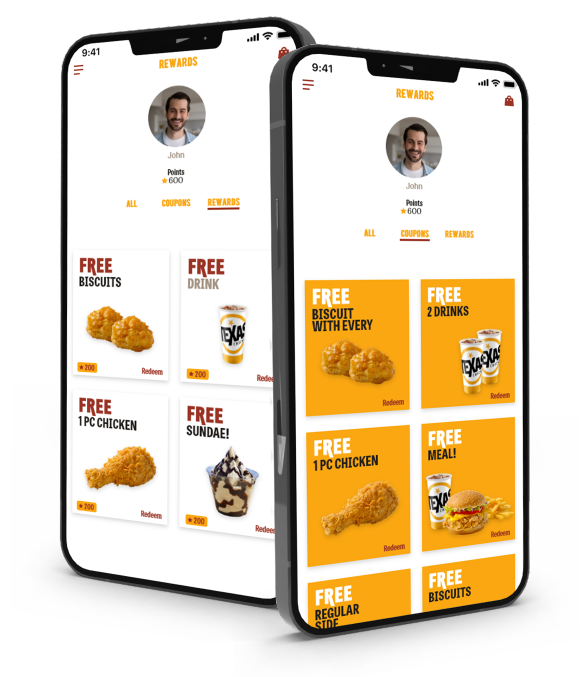 9:41
REWARDS
John
Points
★600
ALL COUPONS REWARDS
FREE
BISCUITS
★200
Redeem
FREE
DRINK
TEXAS
★200
FREE
1 PC CHICKEN
★200
Redeem
FREE
SUNDAE!
★200
9:41
REWARDS
John
Points
★600
ALL COUPONS REWARDS
FREE
BISCUIT
WITH EVERY
Redeem
FREE
2 DRINKS
TEXAS
TEXAS
Redeem
FREE
1 PC CHICKEN
Redeem
FREE
MEAL!
TEXAS
Redeem
FREE
REGULAR
SIDE
FREE
BISCUITS